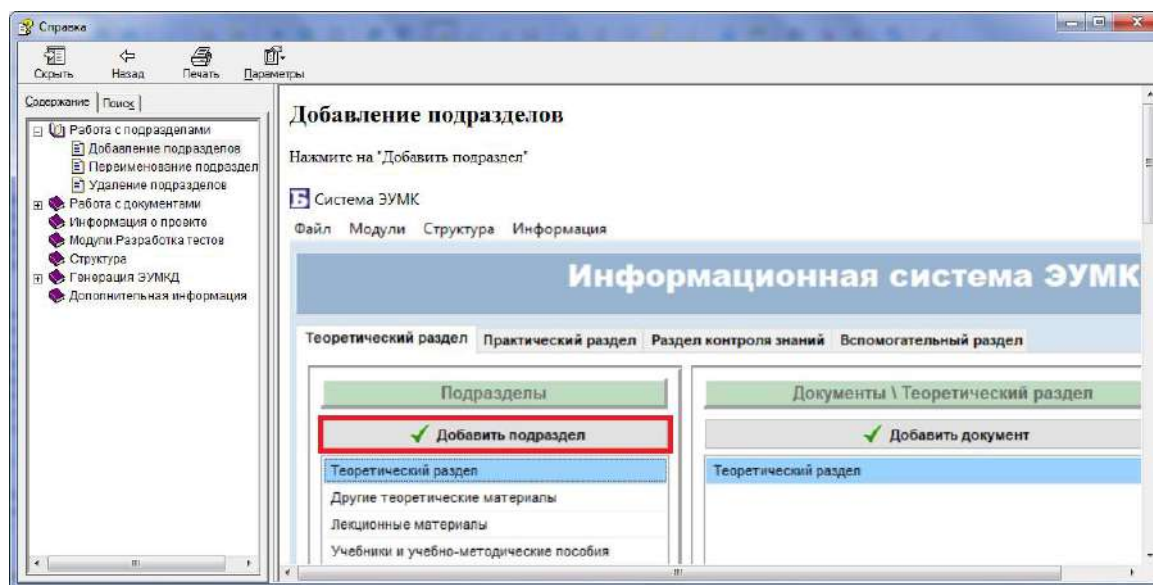 Справка
Скрыть Назад Печать Параметры
Содержание Поиск
Работа с подразделами
Добавление подразделов
Переименование подраздел
Удаление подразделов
Работа с документами
Информация о проекте
Модули.Разработка тестов
Структура
Генерация ЭУМКД
Дополнительная информация
Добавление подразделов
Нажмите на "Добавить подраздел"
Б Система ЭУМК
Файл Модули Структура Информация
Информационная система ЭУМК
Теоретический раздел Практический раздел Раздел контроля знаний Вспомогательный раздел
Подразделы
Добавить подраздел
Теоретический раздел
Другие теоретические материалы
Лекционные материалы
Учебники и учебно-методические пособия
Документы \ Теоретический раздел
Добавить документ
Теоретический раздел